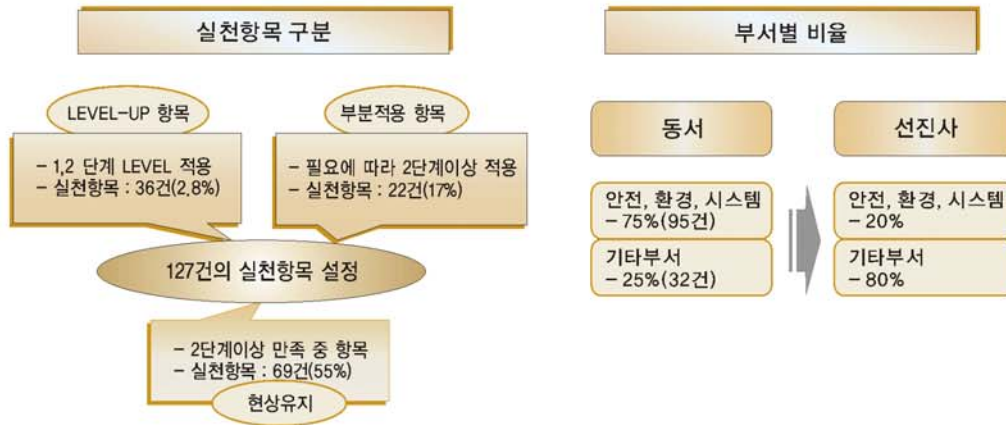 실천항목 구분
LEVEL-UP 항목
- 1,2 단계 LEVEL 적용
- 실천항목 : 36건(2.8%)
부분적용 항목
- 필요에 따라 2단계이상 적용
- 실천항목 : 22건(17%)
127건의 실천항목 설정
- 2단계이상 만족 중 항목
- 실천항목 : 69건(55%)
현상유지
부서별 비율
동서
안전, 환경, 시스템
- 75%(95건)
기타부서
- 25%(32건)
선진사
안전, 환경, 시스템
- 20%
기타부서
- 80%